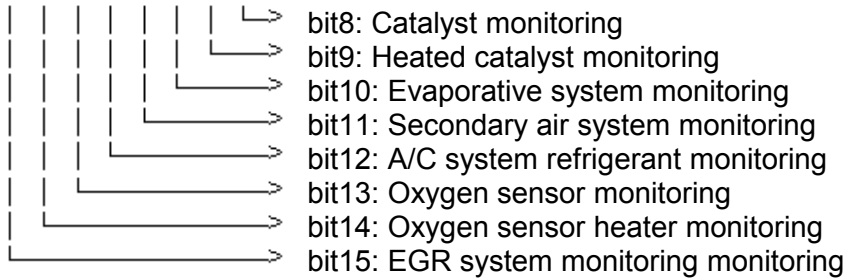 bit8: Catalyst monitoring
bit9: Heated catalyst monitoring
bit10: Evaporative system monitoring
bit11: Secondary air system monitoring
bit12: A/C system refrigerant monitoring
bit13: Oxygen sensor monitoring
bit14: Oxygen sensor heater monitoring
bit15: EGR system monitoring monitoring